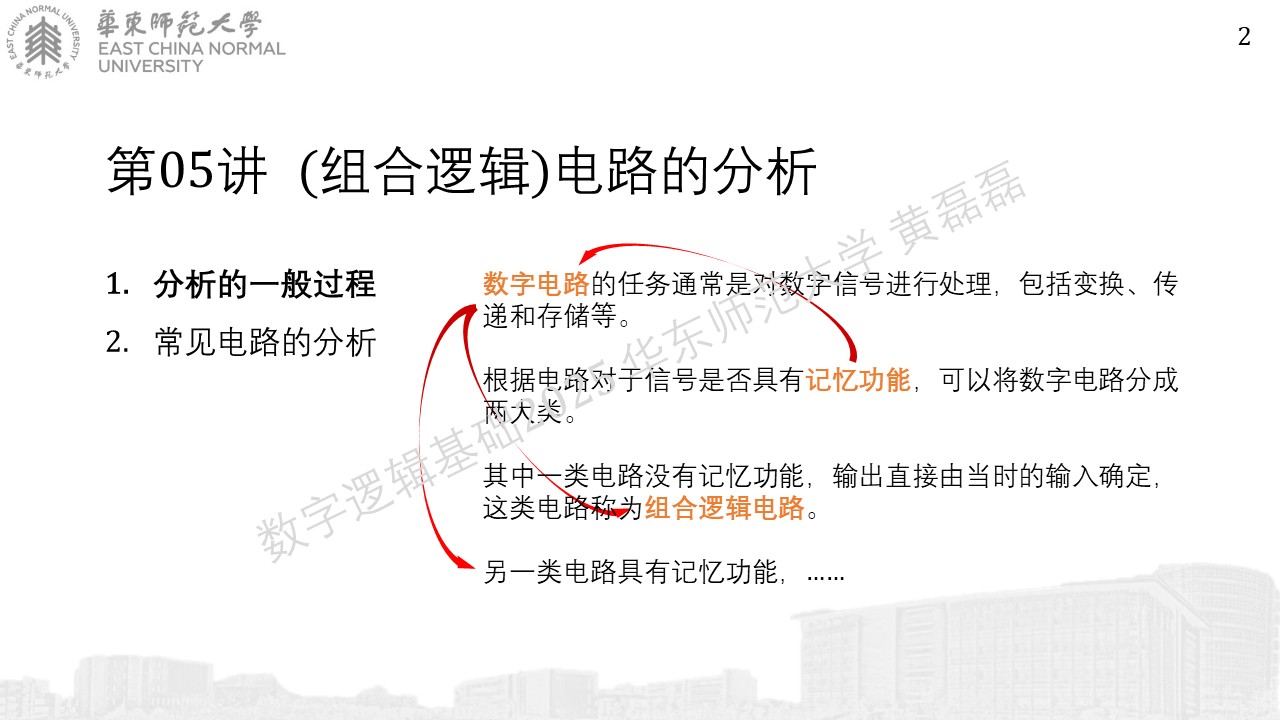 華東師範大學
EAST CHINA NORMAL
UNIVERSITY
EAST CHINA NORMAL UNIVERSITY
華東师范大学
2
第05讲 (组合逻辑)电路的分析
1. 分析的一般过程
2. 常见电路的分析
数字电路的任务通常是对数字信号进行处理，包括变换、传
递和存储等。
根据电路对于信号是否具有记忆功能，可以将数字电路分成
两大类。
其中一类电路没有记忆功能，输出直接由当时的输入确定，
这类电路称为组合逻辑电路。
另一类电路具有记忆功能，……
数字逻辑基础2025 华东师范大学 黄磊磊